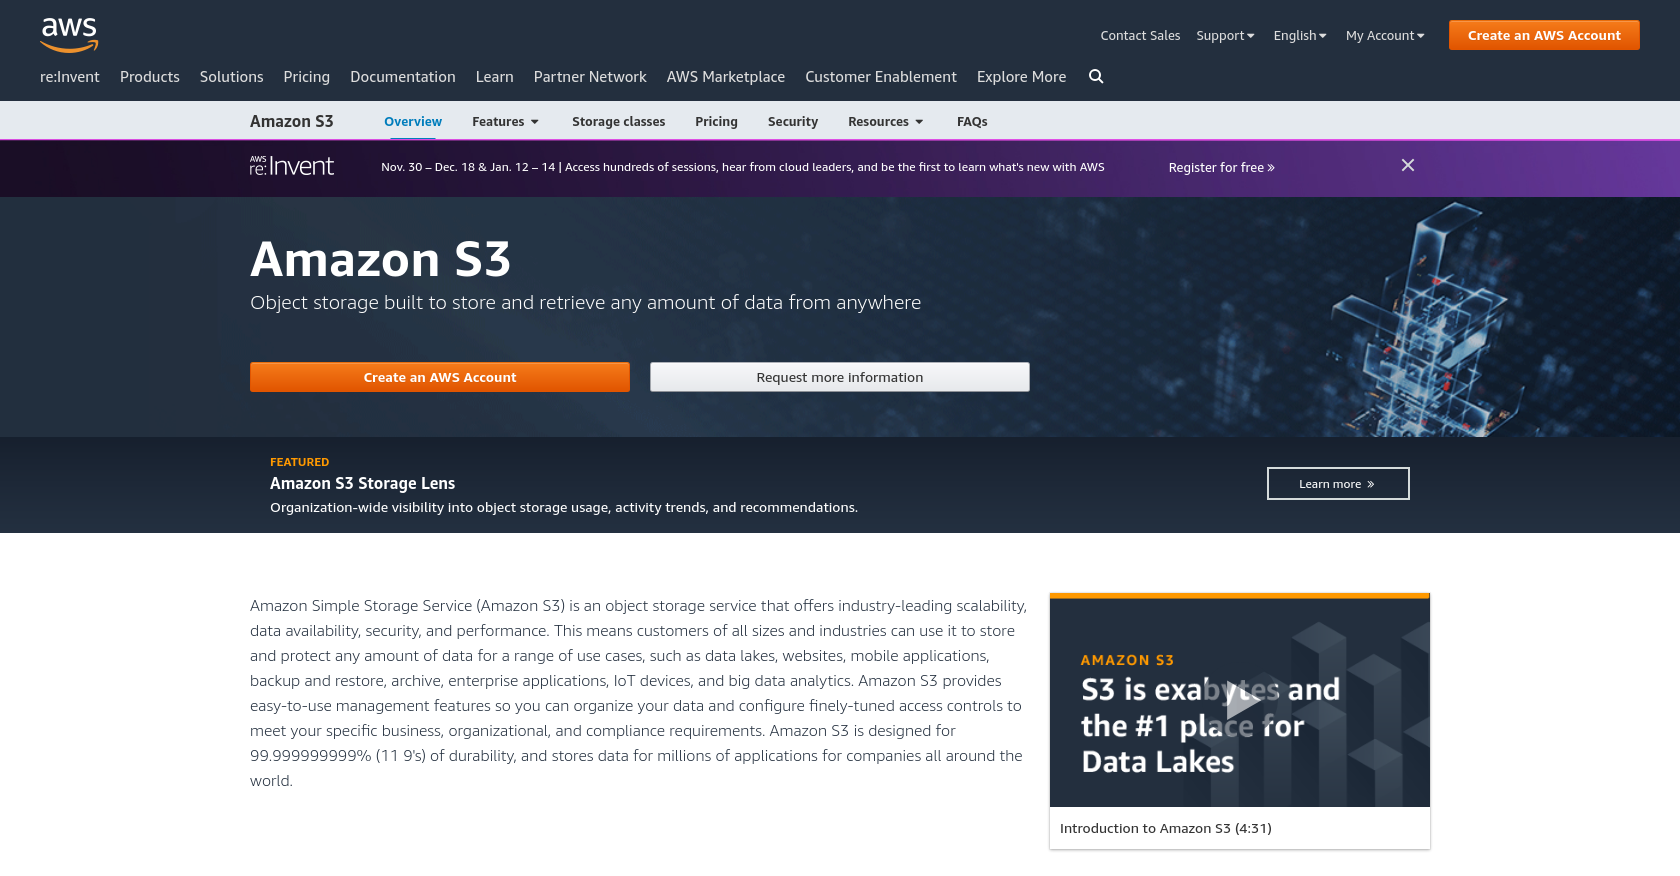 aws
Contact Sales Support English My Account Create an AWS Account
re:Invent Products Solutions Pricing Documentation Learn Partner Network AWS Marketplace Customer Enablement Explore More
Amazon S3 Overview Features Storage classes Pricing Security Resources FAQs
AWS
re:Invent Nov. 30 – Dec. 18 & Jan. 12 – 14 | Access hundreds of sessions, hear from cloud leaders, and be the first to learn what's new with AWS Register for free »
Amazon S3
Object storage built to store and retrieve any amount of data from anywhere
Create an AWS Account Request more information
FEATURED
Amazon S3 Storage Lens
Organization-wide visibility into object storage usage, activity trends, and recommendations.
Learn more »
Amazon Simple Storage Service (Amazon S3) is an object storage service that offers industry-leading scalability,
data availability, security, and performance. This means customers of all sizes and industries can use it to store
and protect any amount of data for a range of use cases, such as data lakes, websites, mobile applications,
backup and restore, archive, enterprise applications, IoT devices, and big data analytics. Amazon S3 provides
easy-to-use management features so you can organize your data and configure finely-tuned access controls to
meet your specific business, organizational, and compliance requirements. Amazon S3 is designed for
99.999999999% (11 9's) of durability, and stores data for millions of applications for companies all around the
world.
AMAZON S3
S3 is exabytes and
the #1 place for
Data Lakes
Introduction to Amazon S3 (4:31)